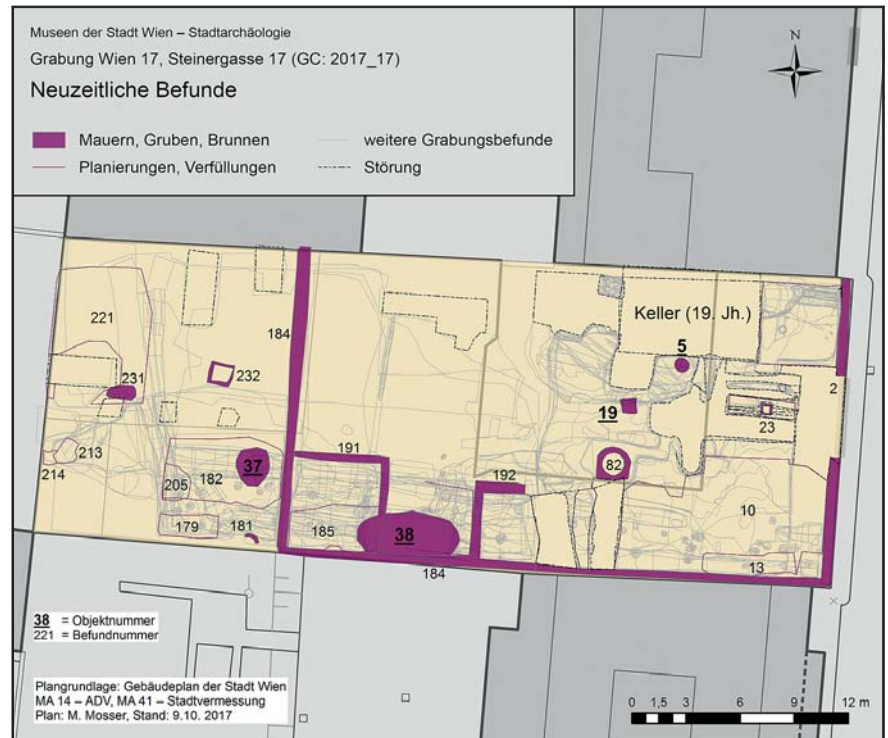 Museen der Stadt Wien – Stadtarchäologie
Grabung Wien 17, Steinergasse 17 (GC: 2017_17)
Neuzeitliche Befunde
Mauern, Gruben, Brunnen
weitere Grabungsbefunde
Planierungen, Verfüllungen
Störung
N
1
Keller (19. Jh.)
221
184
5
231
232
2
19
23
213
191
214
37
82
205
182
192
10
179
181
185
38
13
184
38 = Objektnummer
221 = Befundnummer
Plangrundlage: Gebäudeplan der Stadt Wien
MA 14 – ADV, MA 41 – Stadtvermessung
Plan: M. Mosser, Stand: 9.10. 2017
0 1,5 3 6 9 12 m